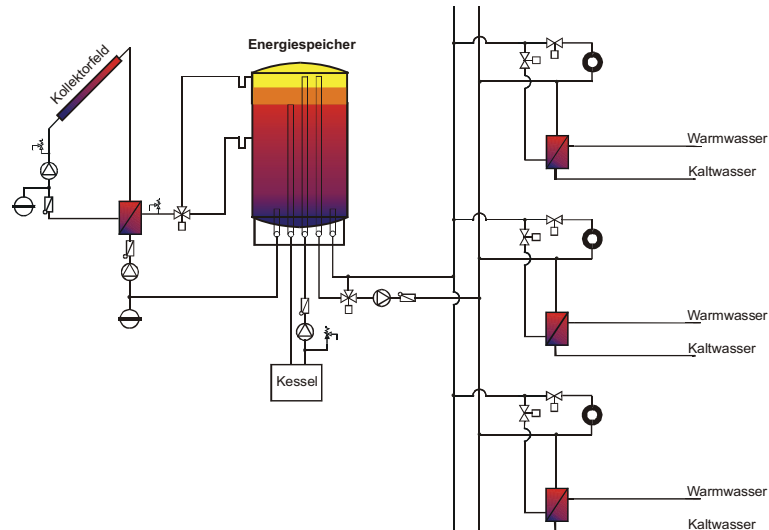 Energiespeicher
Kollektorfeld
Warmwasser
Kaltwasser
Warmwasser
Kaltwasser
Kessel
Warmwasser
Kaltwasser